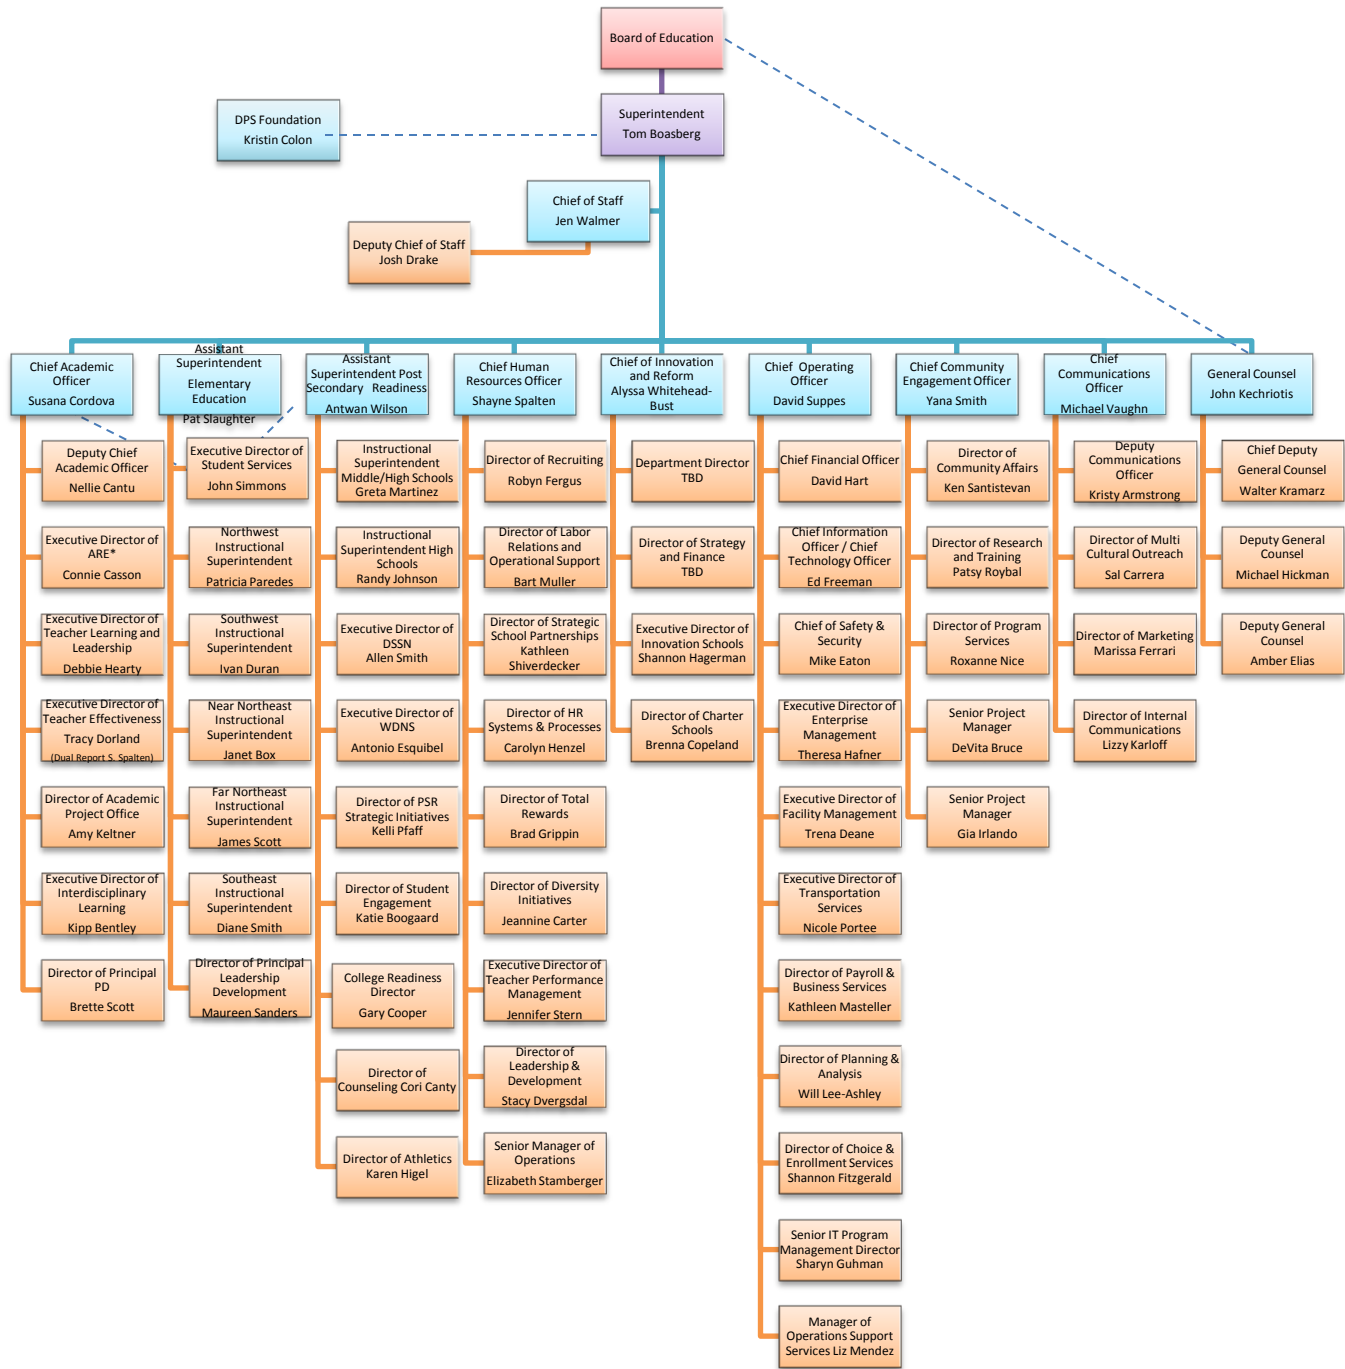 Board of Education
Superintendent
Tom Boasberg
DPS Foundation
Kristin Colon
Chief of Staff
Jen Walmer
Deputy Chief of Staff
Josh Drake
Chief Academic
Officer
Susana Cordova
Deputy Chief
Academic Officer
Nellie Cantu
Executive Director of
ARE*
Connie Casson
Executive Director of
Teacher Learning and
Leadership
Debbie Hearty
Executive Director of
Teacher Effectiveness
Tracy Dorland
(Dual Report S. Spalten)
Director of Academic
Project Office
Amy Keltner
Executive Director of
Interdisciplinary
Learning
Kipp Bentley
Director of Principal
PD
Brette Scott
Assistant
Superintendent
Elementary
Education
Pat Slaughter
Executive Director of
Student Services
John Simmons
Northwest
Instructional
Superintendent
Patricia Paredes
Southwest
Instructional
Superintendent
Ivan Duran
Near Northeast
Instructional
Superintendent
Janet Box
Far Northeast
Instructional
Superintendent
James Scott
Southeast
Instructional
Superintendent
Diane Smith
Director of Principal
Leadership
Development
Maureen Sanders
Assistant
Superintendent Post
Secondary Readiness
Antwan Wilson
Instructional
Superintendent
Middle/High Schools
Greta Martinez
Instructional
Superintendent High
Schools
Randy Johnson
Executive Director of
DSSN
Allen Smith
Executive Director of
WDNS
Antonio Esquibel
Director of PSR
Strategic Initiatives
Kelli Pfaff
Director of Student
Engagement
Katie Boogaard
College Readiness
Director
Gary Cooper
Director of
Counseling Cori Canty
Director of Athletics
Karen Higel
Chief Human
Resources Officer
Shayne Spalten
Director of Recruiting
Robyn Fergus
Director of Labor
Relations and
Operational Support
Bart Muller
Director of Strategic
School Partnerships
Kathleen
Shiverdecker
Director of HR
Systems & Processes
Carolyn Henzel
Director of Total
Rewards
Brad Grippin
Director of Diversity
Initiatives
Jeannine Carter
Executive Director of
Teacher Performance
Management
Jennifer Stern
Director of
Leadership &
Development
Stacy Dvergsdal
Senior Manager of
Operations
Elizabeth Stamberger
Chief of Innovation
and Reform
Alyssa Whitehead-
Bust
Department Director
TBD
Director of Strategy
and Finance
TBD
Executive Director of
Innovation Schools
Shannon Hagerman
Director of Charter
Schools
Brenna Copeland
Chief Operating
Officer
David Suppes
Chief Financial Officer
David Hart
Chief Information
Officer / Chief
Technology Officer
Ed Freeman
Chief of Safety &
Security
Mike Eaton
Executive Director of
Enterprise
Management
Theresa Hafner
Executive Director of
Facility Management
Trena Deane
Executive Director of
Transportation
Services
Nicole Portee
Director of Payroll &
Business Services
Kathleen Masteller
Director of Planning &
Analysis
Will Lee-Ashley
Director of Choice &
Enrollment Services
Shannon Fitzgerald
Senior IT Program
Management Director
Sharyn Guhman
Manager of
Operations Support
Services Liz Mendez
Chief Community
Engagement Officer
Yana Smith
Director of
Community Affairs
Ken Santistevan
Director of Research
and Training
Patsy Roybal
Director of Program
Services
Roxanne Nice
Senior Project
Manager
DeVita Bruce
Senior Project
Manager
Gia Irlando
Chief
Communications
Officer
Michael Vaughn
Deputy
Communications
Officer
Kristy Armstrong
Director of Multi
Cultural Outreach
Sal Carrera
Director of Marketing
Marissa Ferrari
Director of Internal
Communications
Lizzy Karloff
General Counsel
John Kechriotis
Chief Deputy
General Counsel
Walter Kramarz
Deputy General
Counsel
Michael Hickman
Deputy General
Counsel
Amber Elias